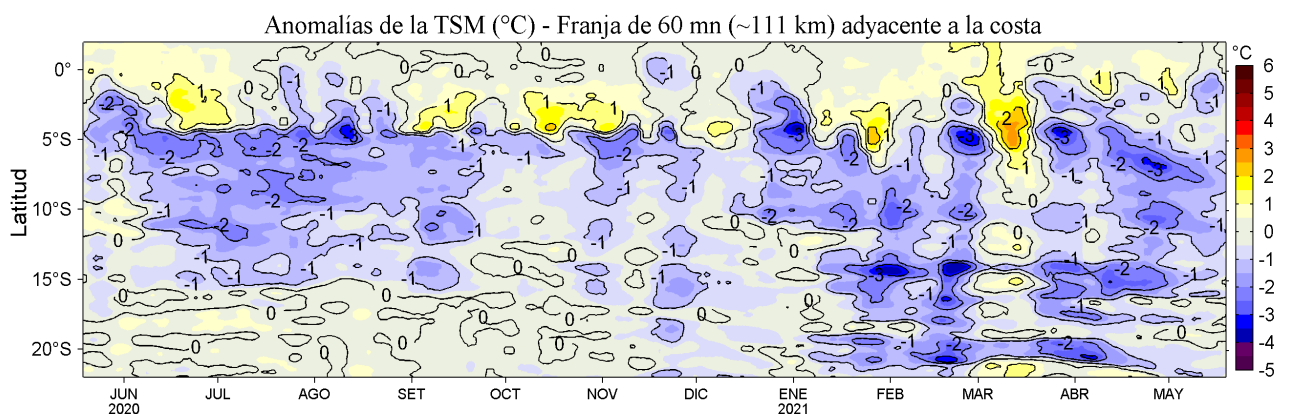 Anomalías de la TSM (°C) - Franja de 60 mn (~111 km) adyacente a la costa
°C
Latitud
0°
5°S
10°S
15°S
20°S
6
5
4
3
2
1
0
-1
-2
-3
-4
-5
JUN JUL AGO SET OCT NOV DIC ENE FEB MAR ABR MAY
2020 2021